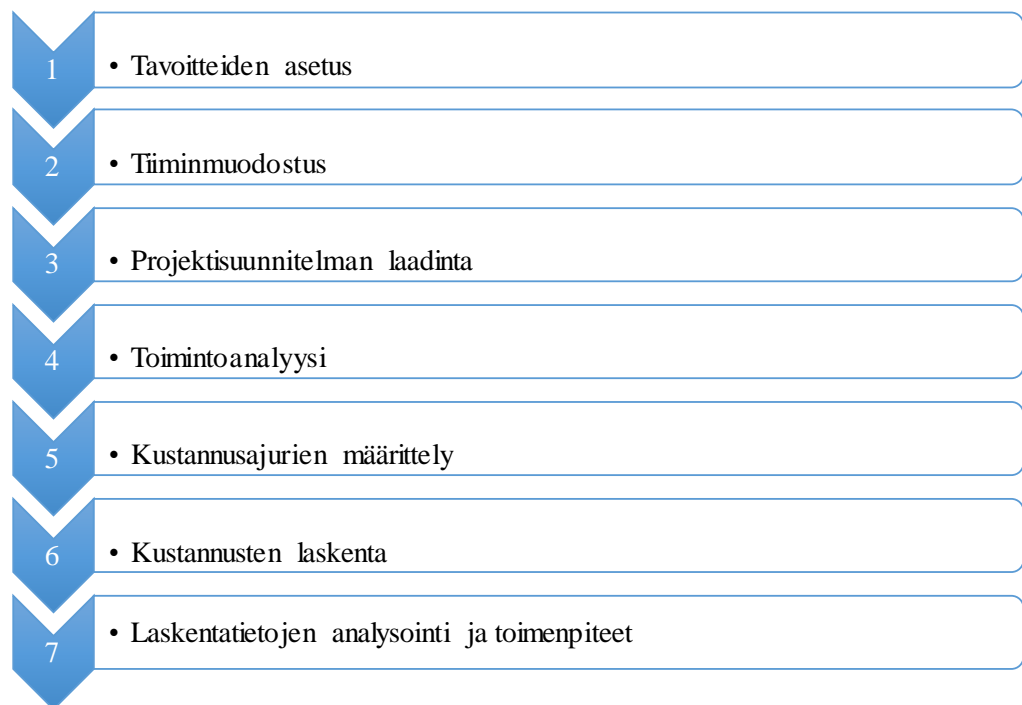 1 • Tavoitteiden asetus
2 • Tiiminmuodostus
3 • Projektisuunnitelman laadinta
4 • Toimintoanalyysi
5 • Kustannusajurien määrittely
6 • Kustannusten laskenta
7 • Laskentatietojen analysointi ja toimenpiteet